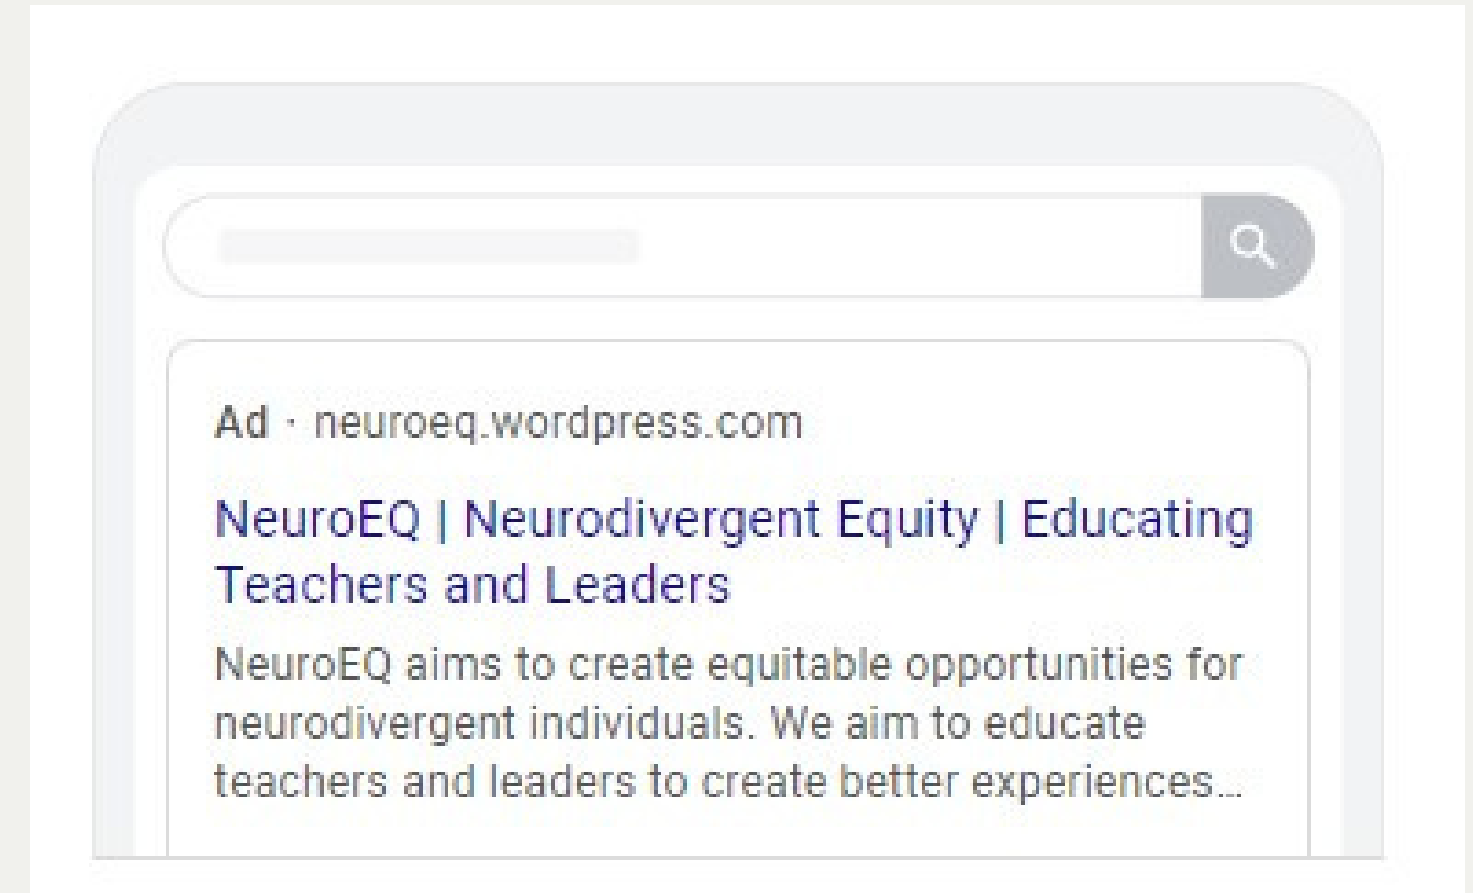 Ad · neuroeq.wordpress.com
NeuroEQ | Neurodivergent Equity | Educating
Teachers and Leaders
NeuroEQ aims to create equitable opportunities for
neurodivergent individuals. We aim to educate
teachers and leaders to create better experiences...